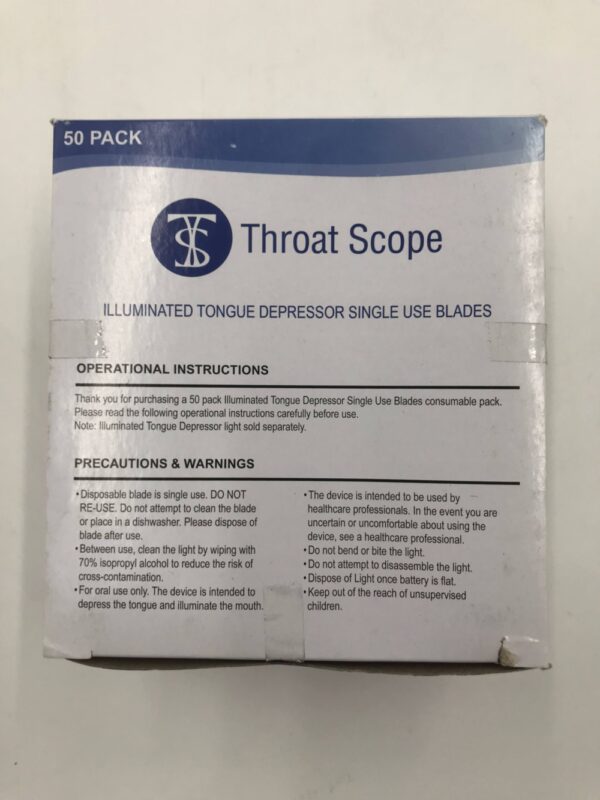 50 PACK
TS Throat Scope
ILLUMINATED TONGUE DEPRESSOR SINGLE USE BLADES
OPERATIONAL INSTRUCTIONS
Thank you for purchasing a 50 pack Illuminated Tongue Depressor Single Use Blades consumable pack.
Please read the following operational instructions carefully before use.
Note: Illuminated Tongue Depressor light sold separately.
PRECAUTIONS & WARNINGS
• Disposable blade is single use. DO NOT
RE-USE. Do not attempt to clean the blade
or place in a dishwasher. Please dispose of
blade after use.
• Between use, clean the light by wiping with
70% isopropyl alcohol to reduce the risk of
cross-contamination.
• For oral use only. The device is intended to
depress the tongue and illuminate the mouth.
• The device is intended to be used by
healthcare professionals. In the event you are
uncertain or uncomfortable about using the
device, see a healthcare professional.
• Do not bend or bite the light.
• Do not attempt to disassemble the light.
• Dispose of Light once battery is flat.
• Keep out of the reach of unsupervised
children.